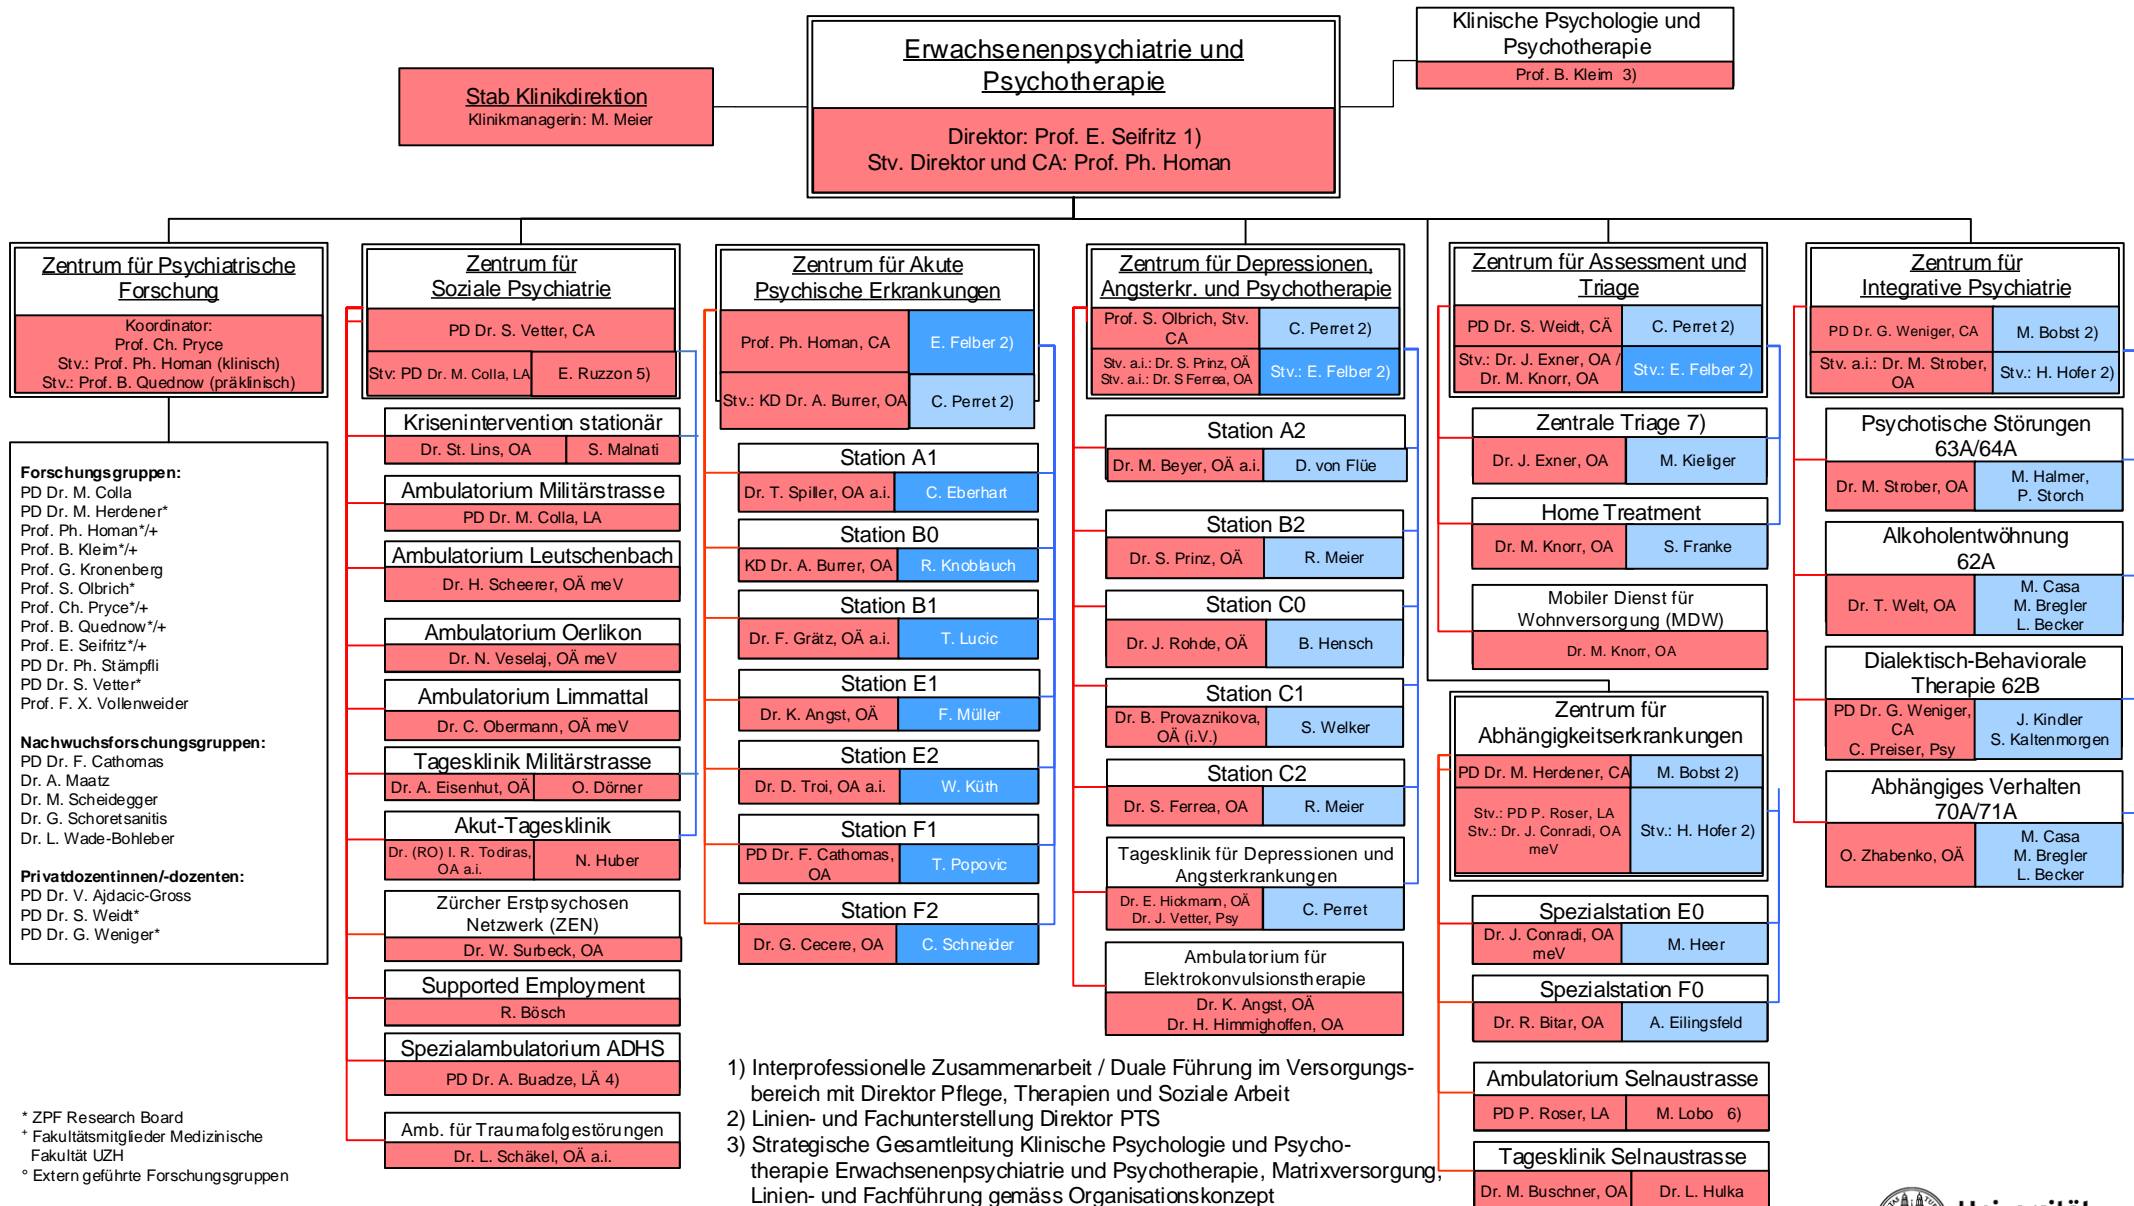 Erwachsenenpsychiatrie und
Psychotherapie
Direktor: Prof. E. Seifritz 1)
Stv. Direktor und CA: Prof. Ph. Homan
Stab Klinikdirektion
Klinikmanagerin: M. Meier
Klinische Psychologie und
Psychotherapie
Prof. B. Kleim 3)
Zentrum für Psychiatrische
Forschung
Koordinator:
Prof. Ch. Pryce
Stv.: Prof. Ph. Homan (klinisch)
Stv.: Prof. B. Quednow (präklinisch)
Forschungsgruppen:
PD Dr. M. Colla
PD Dr. M. Herdener*
Prof. Ph. Homan*/+
Prof. B. Kleim*/+
Prof. G. Kronenberg
Prof. S. Olbrich*
Prof. Ch. Pryce*/+
Prof. B. Quednow*/+
Prof. E. Seifritz*/+
PD Dr. Ph. Stämpfli
PD Dr. S. Vetter*
Prof. F. X. Vollenweider
Nachwuchsforschungsgruppen:
PD Dr. F. Cathomas
Dr. A. Maatz
Dr. M. Scheidegger
Dr. G. Schoretsanitis
Dr. L. Wade-Bohleber
Privatdozentinnen/-dozenten:
PD Dr. V. Ajdacic-Gross
PD Dr. S. Weidt*
PD Dr. G. Weniger*
* ZPF Research Board
+ Fakultätsmitglieder Medizinische
Fakultät UZH
° Extern geführte Forschungsgruppen
Zentrum für
Soziale Psychiatrie
PD Dr. S. Vetter, CA
Stv: PD Dr. M. Colla, LA
E. Ruzzon 5)
Krisenintervention stationär
Dr. St. Lins, OA
S. Malnati
Ambulatorium Militärstrasse
PD Dr. M. Colla, LA
Ambulatorium Leutschenbach
Dr. H. Scheerer, OÄ meV
Ambulatorium Oerlikon
Dr. N. Veselaj, OÄ meV
Ambulatorium Limmattal
Dr. C. Obermann, OÄ meV
Tagesklinik Militärstrasse
Dr. A. Eisenhut, OÄ
O. Dörner
Akut-Tagesklinik
Dr. (RO) I. R. Todiras,
OA a.i.
N. Huber
Zürcher Erstpsychosen
Netzwerk (ZEN)
Dr. W. Surbeck, OA
Supported Employment
R. Bösch
Spezialambulatorium ADHS
PD Dr. A. Buadze, LÄ 4)
Amb. für Traumafolgestörungen
Dr. L. Schäkel, OÄ a.i.
Zentrum für Akute
Psychische Erkrankungen
Prof. Ph. Homan, CA
E. Felber 2)
Stv.: KD Dr. A. Burrer, OA
C. Perret 2)
Station A1
Dr. T. Spiller, OA a.i.
C. Eberhart
Station B0
KD Dr. A. Burrer, OA
R. Knoblauch
Station B1
Dr. F. Grätz, OÄ a.i.
T. Lucic
Station E1
Dr. K. Angst, OÄ
F. Müller
Station E2
Dr. D. Troi, OA a.i.
W. Küth
Station F1
PD Dr. F. Cathomas,
OA
T. Popovic
Station F2
Dr. G. Cecere, OA
C. Schneider
Zentrum für Depressionen,
Angsterkr. und Psychotherapie
Prof. S. Olbrich, Stv.
CA
C. Perret 2)
Stv. a.i.: Dr. S. Prinz, OÄ
Stv. a.i.: Dr. S Ferrea, OA
Stv.: E. Felber 2)
Station A2
Dr. M. Beyer, OÄ a.i.
D. von Flüe
Station B2
Dr. S. Prinz, OÄ
R. Meier
Station C0
Dr. J. Rohde, OÄ
B. Hensch
Station C1
Dr. B. Provaznikova,
OÄ (i.V.)
S. Welker
Station C2
Dr. S. Ferrea, OA
R. Meier
Tagesklinik für Depressionen und
Angsterkrankungen
Dr. E. Hickmann, OÄ
Dr. J. Vetter, Psy
C. Perret
Ambulatorium für
Elektrokonvulsionstherapie
Dr. K. Angst, OÄ
Dr. H. Himmighoffen, OA
Zentrum für Assessment und
Triage
PD Dr. S. Weidt, CÄ
C. Perret 2)
Stv.: Dr. J. Exner, OA /
Dr. M. Knorr, OA
Stv.: E. Felber 2)
Zentrale Triage 7)
Dr. J. Exner, OA
M. Kieliger
Home Treatment
Dr. M. Knorr, OA
S. Franke
Mobiler Dienst für
Wohnversorgung (MDW)
Dr. M. Knorr, OA
Zentrum für
Abhängigkeitserkrankungen
PD Dr. M. Herdener, CA
M. Bobst 2)
Stv.: PD P. Roser, LA
Stv.: Dr. J. Conradi, OA
meV
Stv.: H. Hofer 2)
Spezialstation E0
Dr. J. Conradi, OA
meV
M. Heer
Spezialstation F0
Dr. R. Bitar, OA
A. Eilingsfeld
Ambulatorium Selnaustrasse
PD P. Roser, LA
M. Lobo 6)
Tagesklinik Selnaustrasse
Dr. M. Buschner, OA
Dr. L. Hulka
Zentrum für
Integrative Psychiatrie
PD Dr. G. Weniger, CA
M. Bobst 2)
Stv. a.i.: Dr. M. Strober,
OA
Stv.: H. Hofer 2)
Psychotische Störungen
63A/64A
Dr. M. Strober, OA
M. Halmer,
P. Storch
Alkoholentwöhnung
62A
Dr. T. Welt, OA
M. Casa
M. Bregler
L. Becker
Dialektisch-Behaviorale
Therapie 62B
PD Dr. G. Weniger,
CA
C. Preiser, Psy
J. Kindler
S. Kaltenmorgen
Abhängiges Verhalten
70A/71A
O. Zhabenko, OÄ
M. Casa
M. Bregler
L. Becker
1) Interprofessionelle Zusammenarbeit / Duale Führung im Versorgungs-
bereich mit Direktor Pflege, Therapien und Soziale Arbeit
2) Linien- und Fachunterstellung Direktor PTS
3) Strategische Gesamtleitung Klinische Psychologie und Psycho-
therapie Erwachsenenpsychiatrie und Psychotherapie, Matrixversorgung,
Linien- und Fachführung gemäss Organisationskonzept